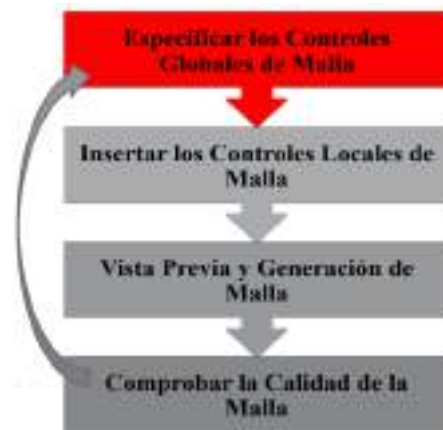 Especificar los Controles
Globales de Malla
Insertar los Controles Locales de
Malla
Vista Previa y Generación de
Malla
Comprobar la Calidad de la
Malla